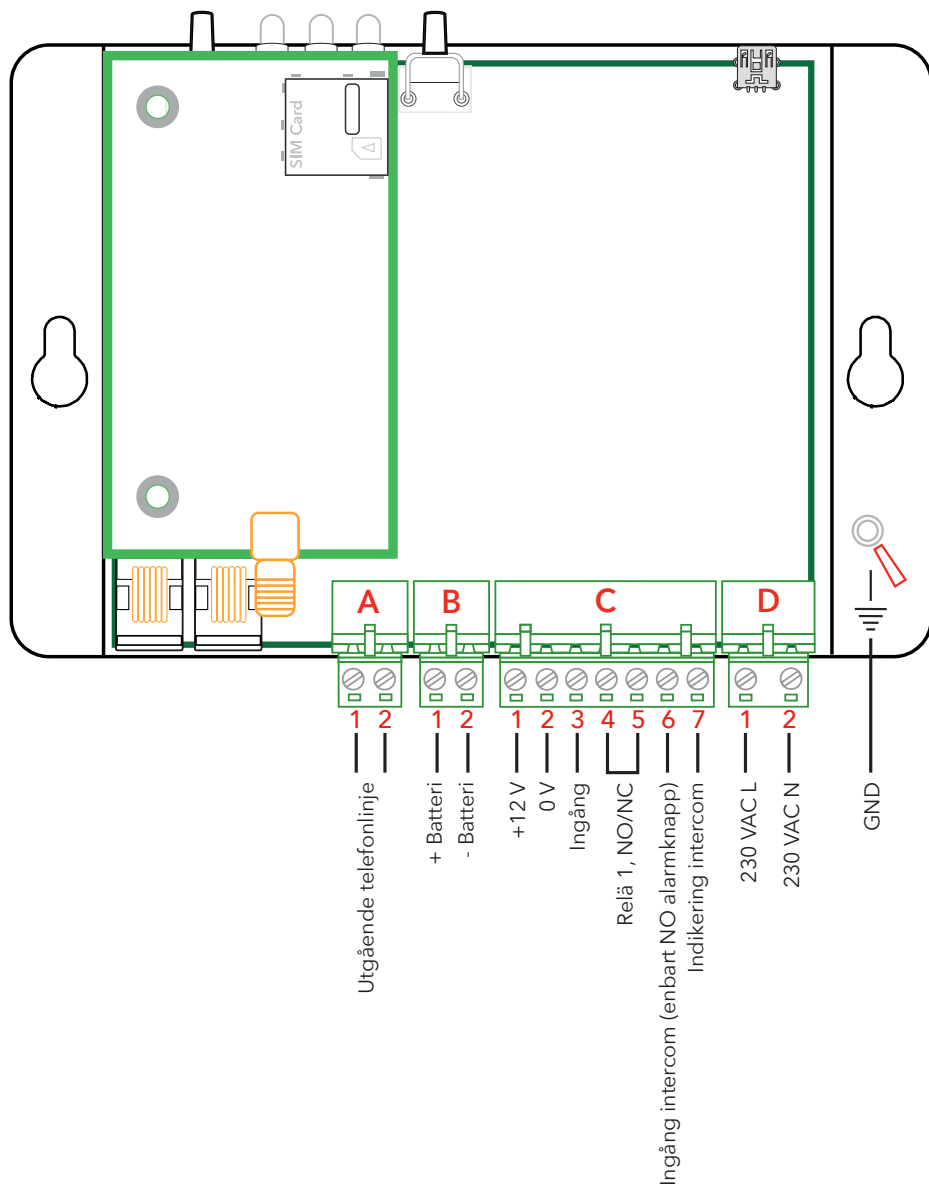 SIM Card
A
B
C
D
1
2
1
2
1
2
3
4
5
6
7
1
2
Utgående telefonlinje
+ Batteri
- Batteri
+12 V
0 V
Ingång
Relä 1, NO/NC
Ingång intercom (enbart NO alarmknapp)
Indikering intercom
230 VAC L
230 VAC N
GND